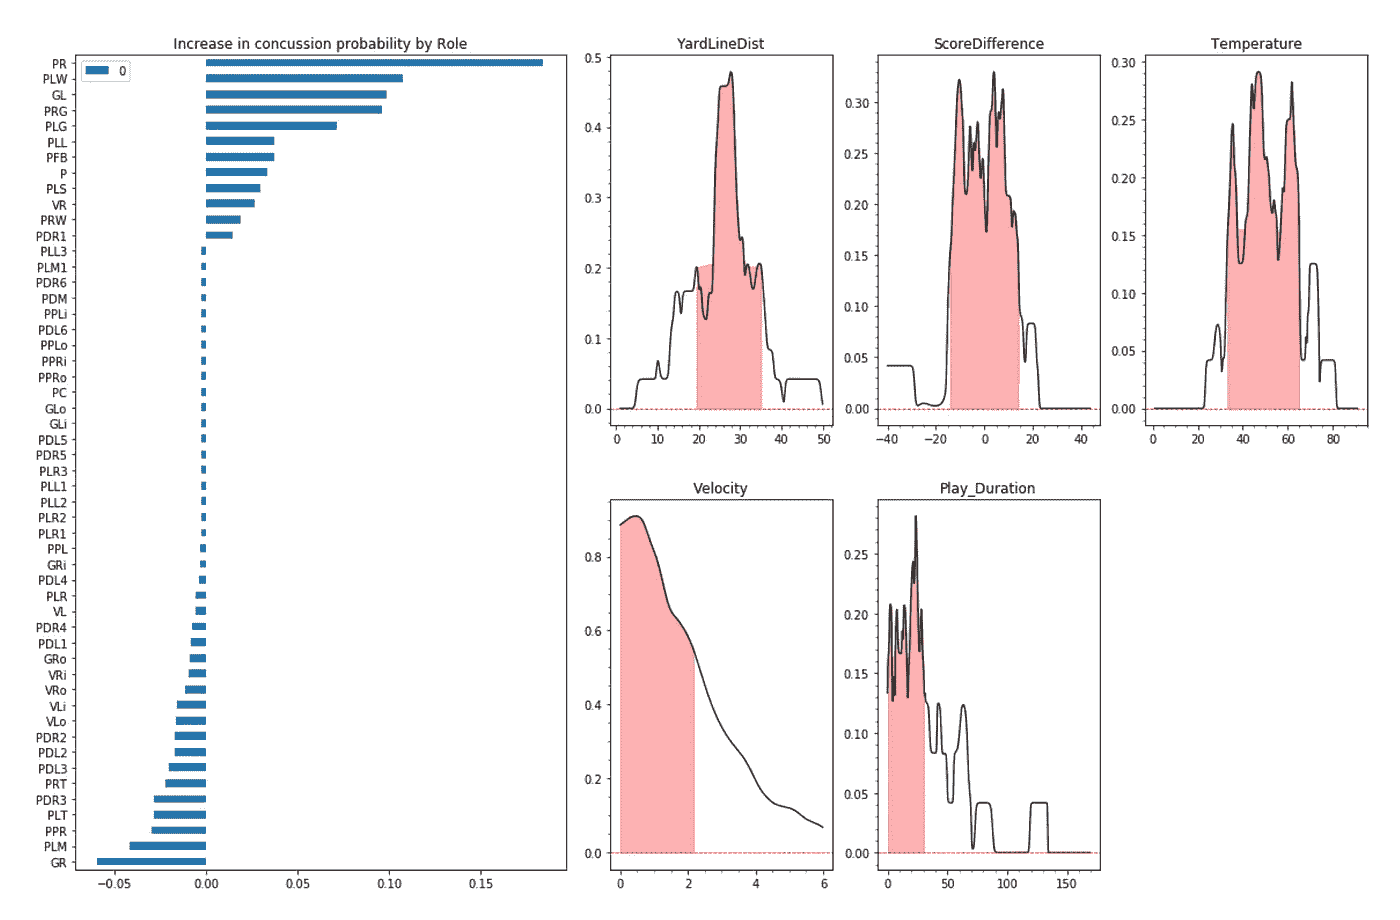 Increase in concussion probability by Role
0
PR
PLW
GL
PRG
PLG
PLL
PFB
P
PLS
VR
PRW
PDR1
PLL3
PLM1
PDR6
PDM
PPLi
PDL6
PPLo
PPRi
PPRo
PC
GLo
GLi
PDL5
PDR5
PLR3
PLL1
PLL2
PLR2
PLR1
PPL
GRi
PDL4
PLR
VL
PDR4
PDL1
GRo
VRi
VRo
VLi
VLo
PDR2
PDL2
PDL3
PRT
PDR3
PLT
PPR
PLM
GR
−0.05 0.00 0.05 0.10 0.15
YardLineDist
0.5
0.4
0.3
0.2
0.1
0.0
0 10 20 30 40 50
ScoreDifference
0.30
0.25
0.20
0.15
0.10
0.05
0.00
−40 −20 0 20 40
Temperature
0.30
0.25
0.20
0.15
0.10
0.05
0.00
0 20 40 60 80
Velocity
0.8
0.6
0.4
0.2
0.0
0 2 4 6
Play_Duration
0.25
0.20
0.15
0.10
0.05
0.00
0 50 100 150